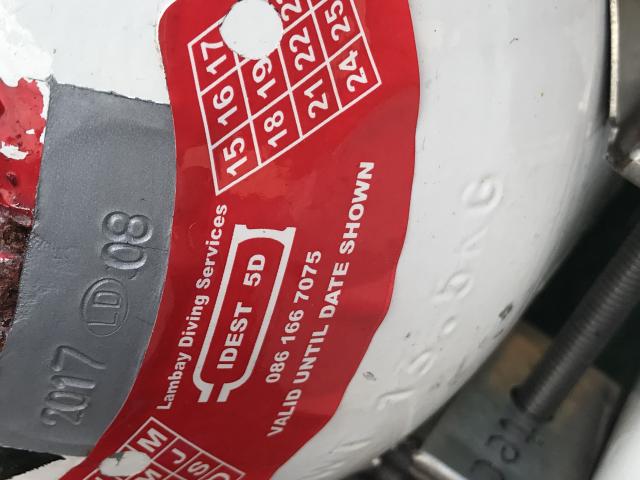 17
22
25
16
19
22
24
15
18
21
Lambay Diving Services
IDEST 5D
086 166 7075
VALID UNTIL DATE SHOWN
M
M
J
S
2017 LD 08